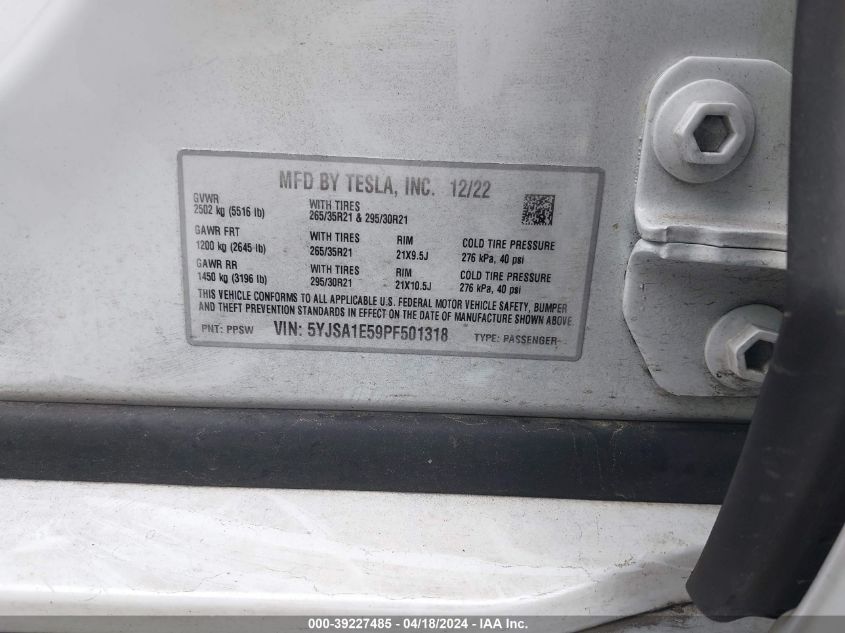 MFD BY TESLA, INC. 12/22
GVWR
2502 kg (5516 lb)
WITH TIRES
265/35R21 & 295/30R21
GAWR FRT
1200 kg (2645 lb)
WITH TIRES
265/35R21
RIM
21X9.5J
COLD TIRE PRESSURE
276 kPa, 40 psi
GAWR RR
1450 kg (3196 lb)
WITH TIRES
295/30R21
RIM
21X10.5J
COLD TIRE PRESSURE
276 kPa, 40 psi
THIS VEHICLE CONFORMS TO ALL APPLICABLE U.S. FEDERAL MOTOR VEHICLE SAFETY, BUMPER
AND THEFT PREVENTION STANDARDS IN EFFECT ON THE DATE OF MANUFACTURE SHOWN ABOVE
PNT: PPSW VIN: 5YJSA1E59PF501318 TYPE: PASSENGER
000-39227485 - 04/18/2024 - IAA Inc.